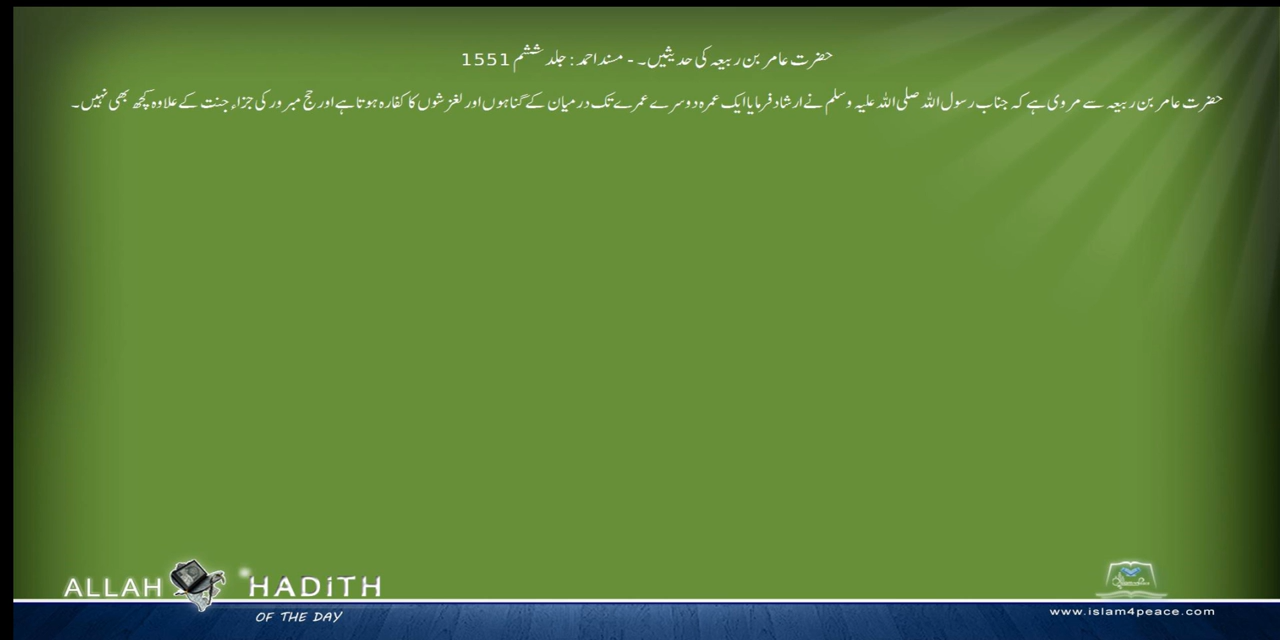 حضرت عامر بن ربیعہ کی حدیثیں۔ - مسند احمد : جلد ششم 1551
حضرت عامر بن ربیعہ سے مروی ہے کہ جناب رسول اللہ صلی اللہ علیہ وسلم نے ارشاد فرمایا ایک عمرہ دوسرے عمرے تک درمیان کے گناہوں اور لغزشوں کا کفارہ ہوتا ہے اور حج مبرور کی جزاء جنت کے علاوہ کچھ بھی نہیں ۔
ALLAH HADITH
OF THE DAY
www.islam4peace.com